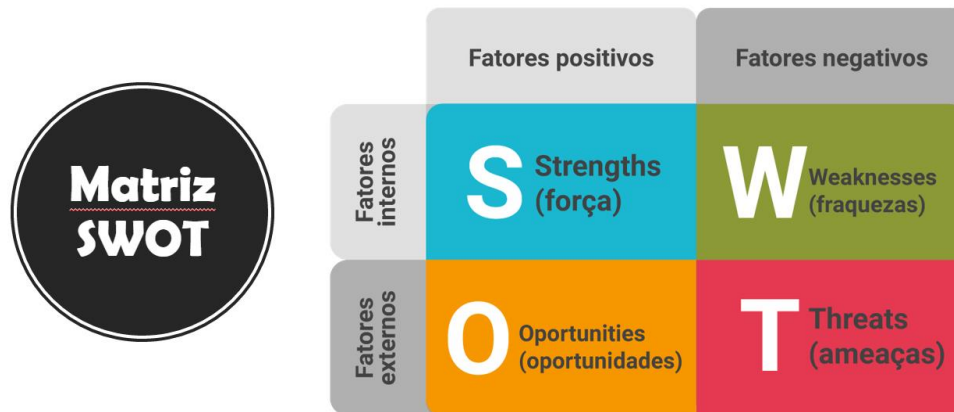 Matriz
SWOT
Fatores positivos
Fatores negativos
Fatores
internos
S
Strengths
(força)
W
Weaknesses
(fraquezas)
Fatores
externos
O
Oportunities
(oportunidades)
T
Threats
(ameaças)